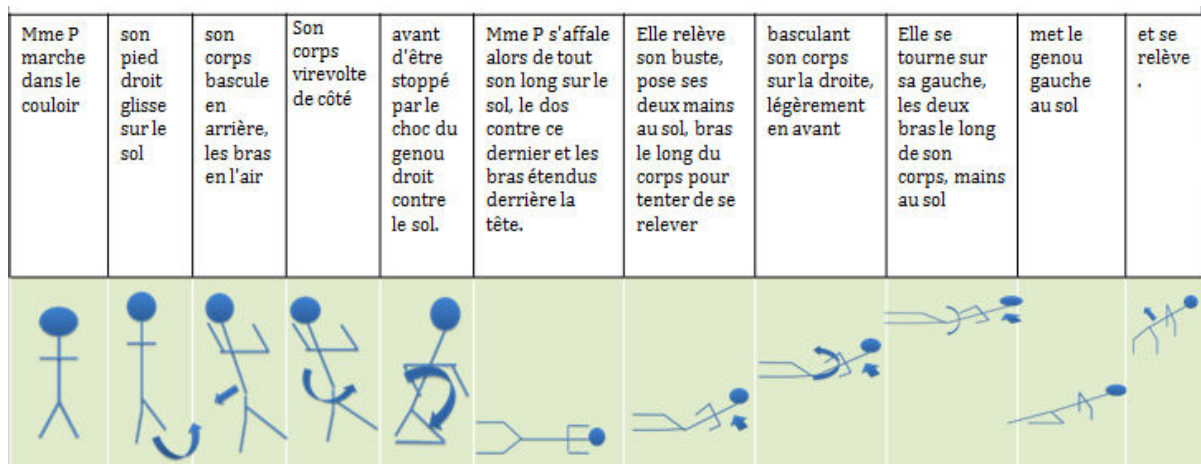 Mme P
marche
dans le
couloir
son
pied
droit
glisse
sur le
sol
son
corps
bascule
en
arrière,
les bras
en l'air
Son
corps
virevolte
de côté
avant
d'être
stoppé
par le
choc du
genou
droit
contre
le sol.
Mme P s'affale
alors de tout
son long sur le
sol, le dos
contre ce
dernier et les
bras étendus
derrière la
tête.
Elle relève
son buste,
pose ses
deux mains
au sol, bras
le long du
corps pour
tenter de se
relever
basculant
son corps
sur la droite,
légèrement
en avant
Elle se
tourne sur
sa gauche,
les deux
bras le long
de son
corps, mains
au sol
met le
genou
gauche
au sol
et se
relève
.